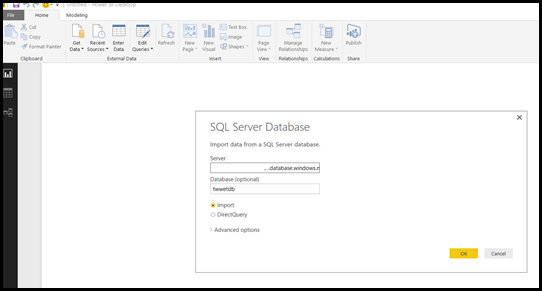 Untitled - Power BI Desktop
File Home Modeling
Paste
Cut
Copy
Format Painter
Get Data
Recent Sources
Enter Data
Edit Queries
Refresh
New Page
New Visual
Text Box
Image
Shapes
Page View
Manage Relationships
New Measure
Publish
Clipboard External Data Insert View Relationships Calculations Share
SQL Server Database
Import data from a SQL Server database.
Server
.database.windows.n
Database (optional)
twwetdb
Import
DirectQuery
Advanced options
OK Cancel